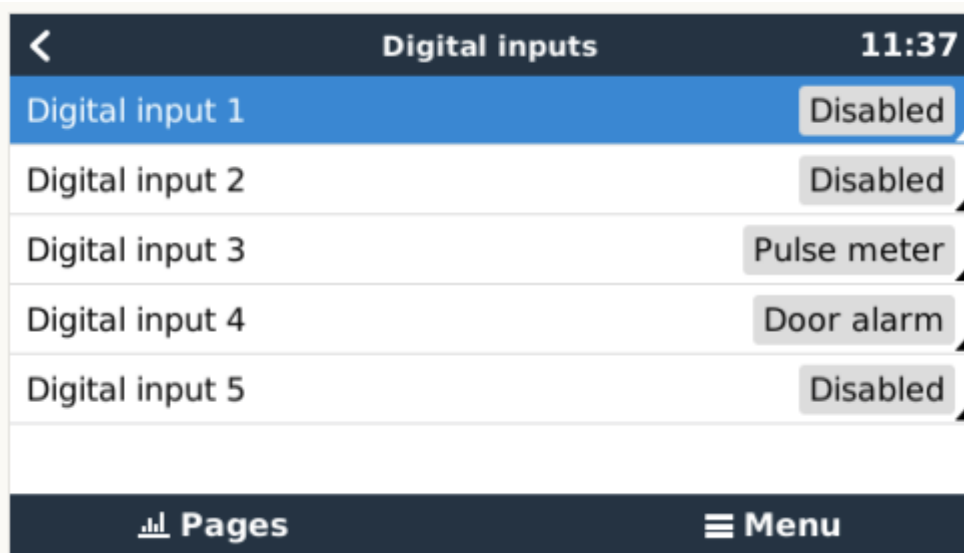 Digital inputs 11:37
Digital input 1 Disabled
Digital input 2 Disabled
Digital input 3 Pulse meter
Digital input 4 Door alarm
Digital input 5 Disabled
Pages Menu